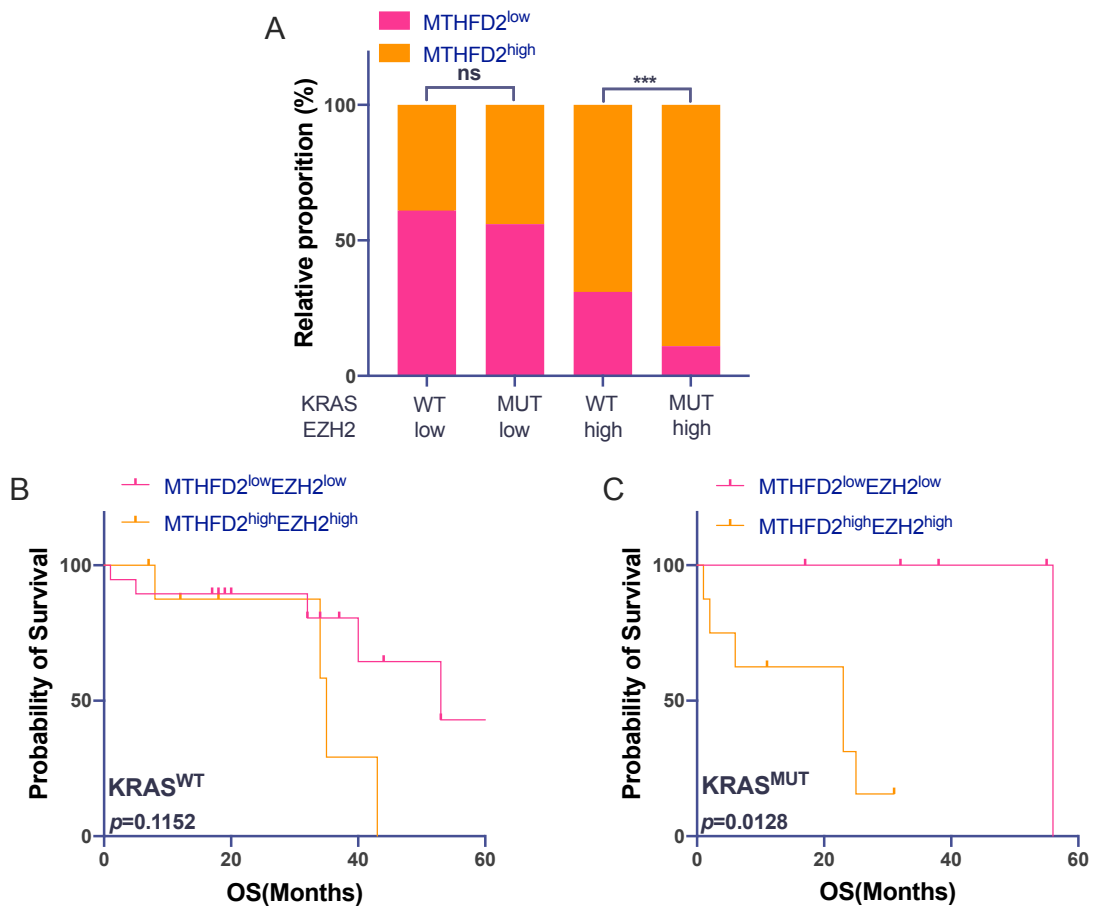 A
MTHFD2low
MTHFD2high
ns
***
Relative proporition (%)
100
50
0
KRAS WT MUT WT MUT
EZH2 low low high high
B
MTHFD2lowEZH2low
MTHFD2highEZH2high
Probability of Survival
100
50
0
KRASWT
p=0.1152
0 20 40 60
OS(Months)
C
MTHFD2lowEZH2low
MTHFD2highEZH2high
Probability of Survival
100
50
0
KRASMUT
p=0.0128
0 20 40 60
OS(Months)